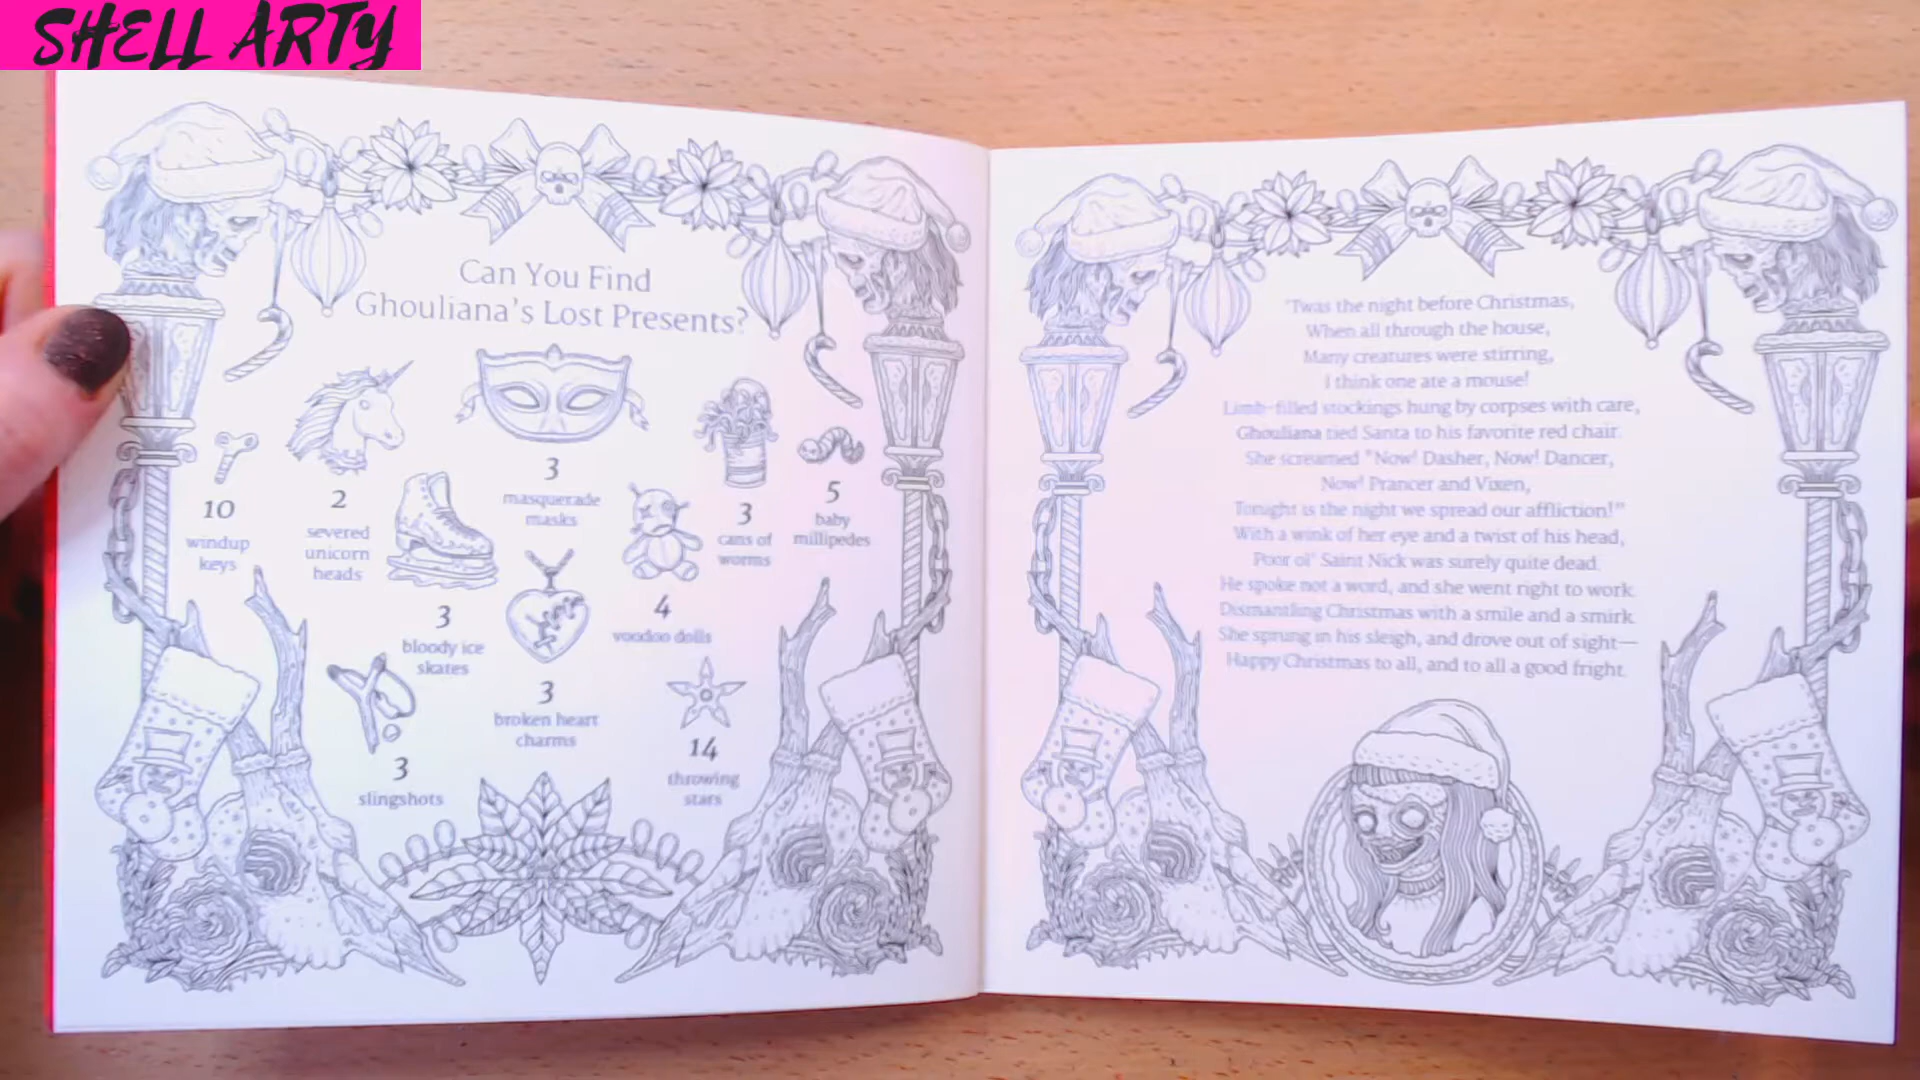 SHELL ARTY
Can You Find
Ghouliana's Lost Presents?
10
windup
keys
2
severed
unicorn
heads
3
masquerade
masks
3
cans of
worms
5
baby
millipedes
3
bloody ice
skates
4
voodoo dolls
3
broken heart
charms
3
slingshots
14
throwing
stars
'Twas the night before Christmas,
When all through the house,
Many creatures were stirring,
I think one ate a mouse!
Limb-filled stockings hung by corpses with care,
Ghouliana tied Santa to his favorite red chair.
She screamed "Now! Dasher, Now! Dancer,
Now! Prancer and Vixen,
Tonight is the night we spread our affliction!"
With a wink of her eye and a twist of his head,
Poor ol' Saint Nick was surely quite dead.
He spoke not a word, and she went right to work.
Dismantling Christmas with a smile and a smirk.
She sprung in his sleigh, and drove out of sight—
Happy Christmas to all, and to all a good fright.